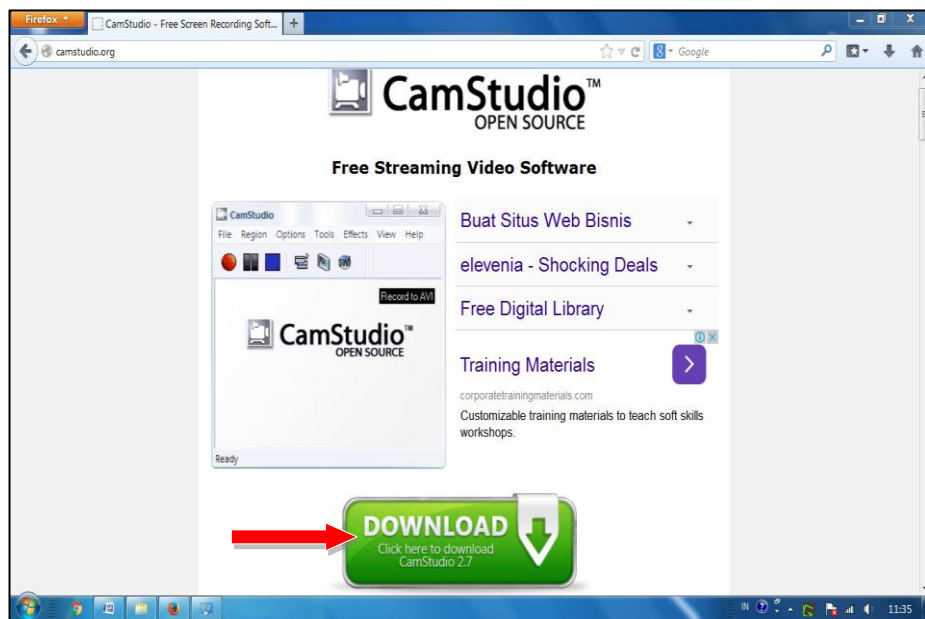 Firefox
CamStudio - Free Screen Recording Soft...
+
camstudio.org
8
Google
CamStudio™
OPEN SOURCE
Free Streaming Video Software
CamStudio
File Region Options Tools Effects View Help
Record to AVI
CamStudio™
OPEN SOURCE
Ready
Buat Situs Web Bisnis
elevenia - Shocking Deals
Free Digital Library
Training Materials
corporatetrainingmaterials.com
Customizable training materials to teach soft skills
workshops.
DOWNLOAD
Click here to download
CamStudio 2.7
IN
11:35